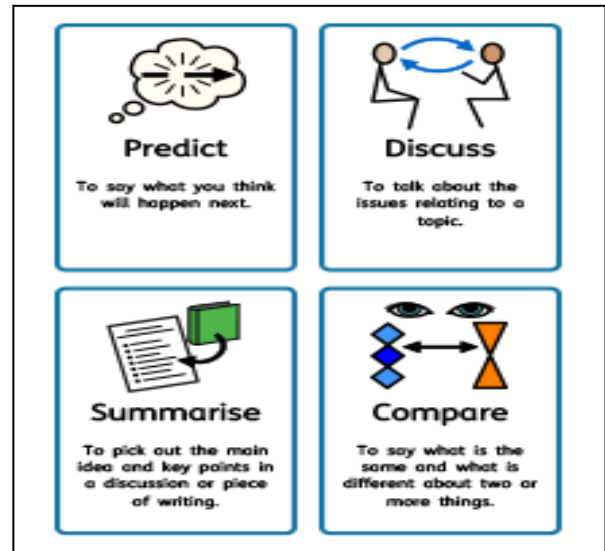 Predict
To say what you think
will happen next.
Discuss
To talk about the
issues relating to a
topic.
Summarise
To pick out the main
idea and key points in
a discussion or piece
of writing.
Compare
To say what is the
same and what is
different about two or
more things.